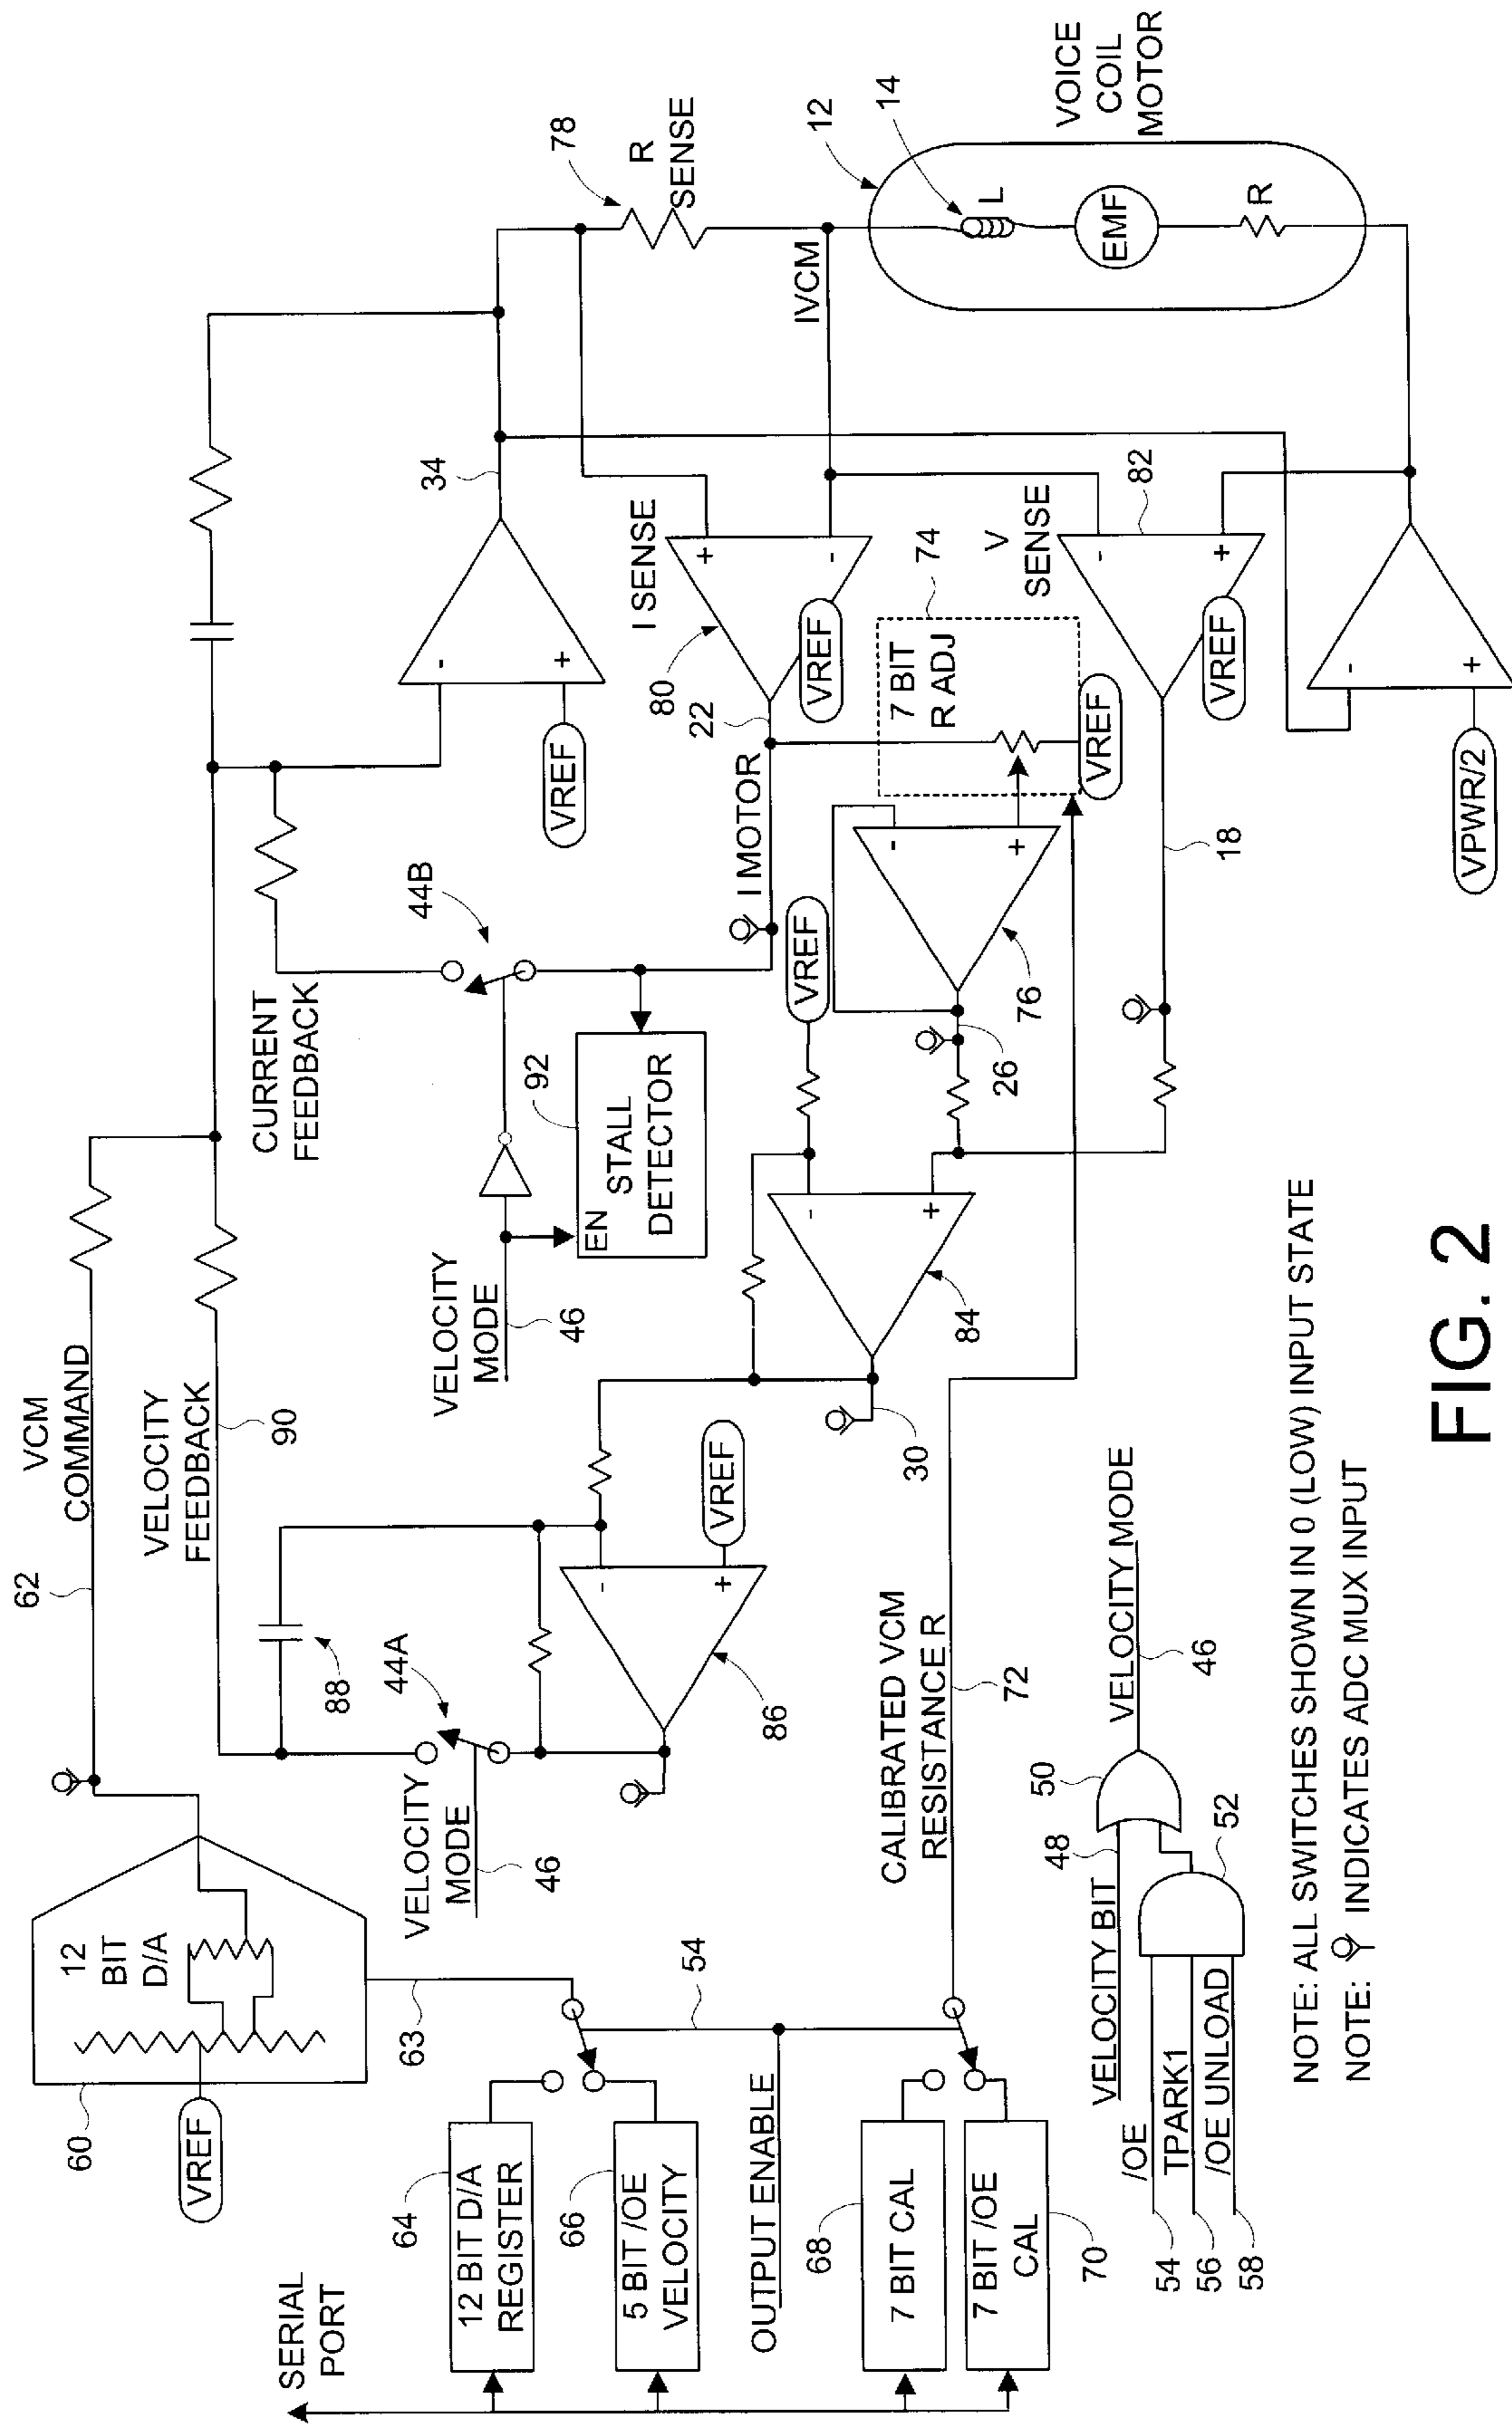 SERIAL
PORT
60
VREF
12
BIT
D/A
62
VCM
COMMAND
VELOCITY
FEEDBACK
90
CURRENT
FEEDBACK
44B
34
-
+
VREF
78
R
SENSE
63
64
12 BIT D/A
REGISTER
66
5 BIT /OE
VELOCITY
OUTPUT ENABLE
54
68
7 BIT CAL
7 BIT /OE
CAL
70
88
44A
VELOCITY
MODE
46
86
-
+
VREF
VELOCITY
MODE
46
EN
STALL
DETECTOR
92
I MOTOR
22
80
I SENSE
+
-
VREF
IVCM
12
14
L
EMF
R
VOICE
COIL
MOTOR
VREF
-
+
84
30
26
76
-
+
7 BIT
R ADJ
74
VREF
V
SENSE
82
-
+
VREF
18
-
+
VPWR/2
CALIBRATED VCM
RESISTANCE R
72
VELOCITY BIT
48
50
VELOCITY MODE
46
52
/OE
TPARK1
/OE UNLOAD
54
56
58
NOTE: ALL SWITCHES SHOWN IN 0 (LOW) INPUT STATE
NOTE: INDICATES ADC MUX INPUT
FIG. 2